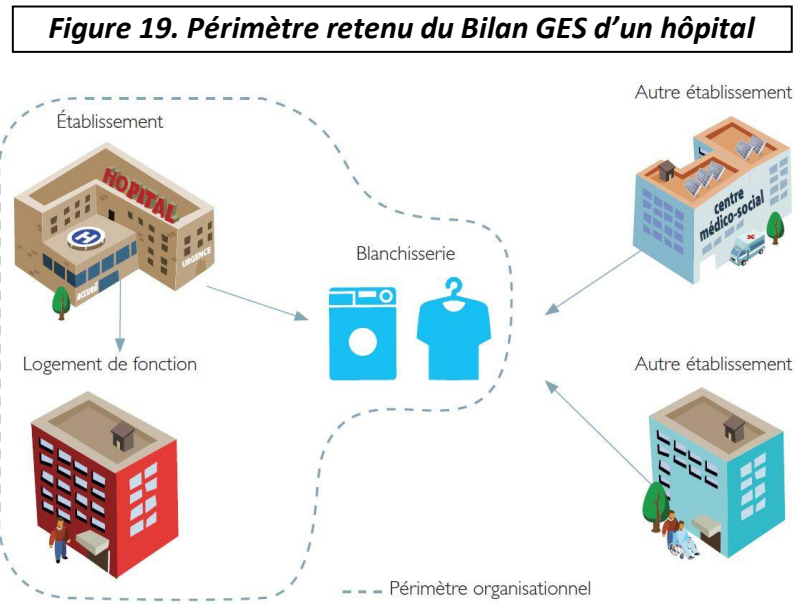 Figure 19. Périmètre retenu du Bilan GES d’un hôpital
Autre établissement
Établissement
HOPITAL
H
URGENCE
accueil
centre
médico-social
Blanchisserie
Logement de fonction
Autre établissement
Périmètre organisationnel